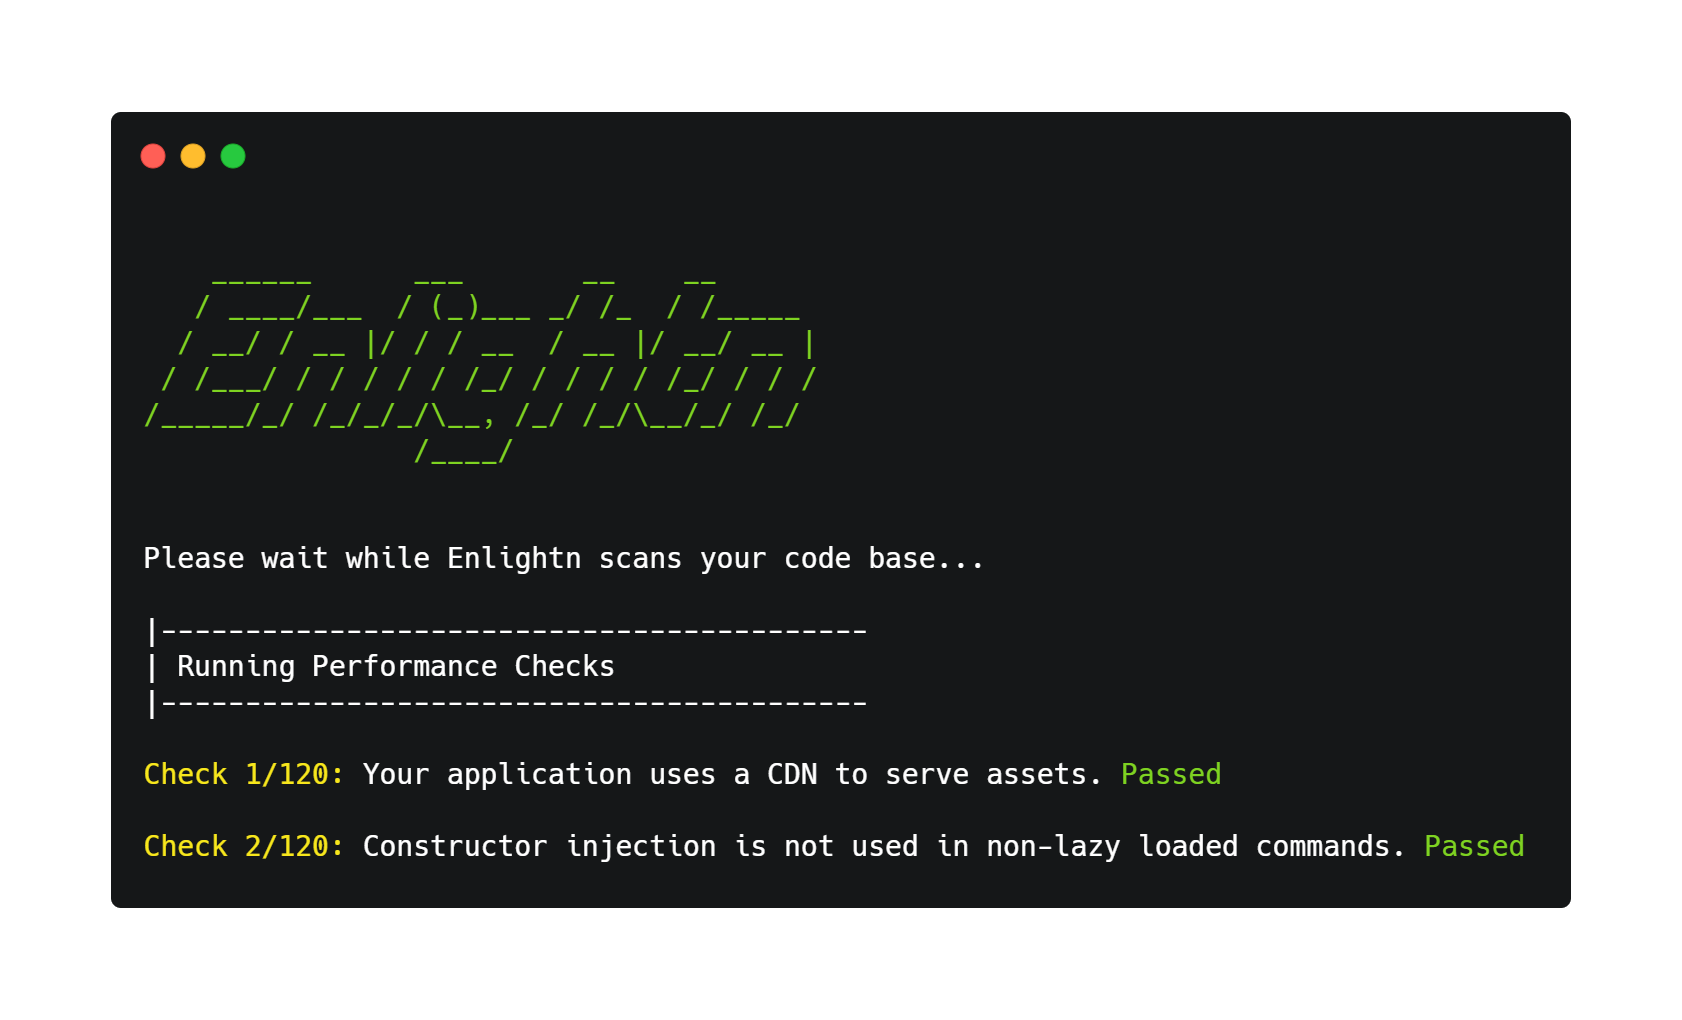 ______      ___       __    __
   / ____/___  / (_)___ _/ /_  / /_____
  / __/ / __ |/ / / __  / __ |/ __/ __ |
 / /___/ / / / / / /_/ / / / / /_/ / / /
/_____/_/ /_/_/_/\__, /_/ /_/\__/_/ /_/
                /____/
Please wait while Enlightn scans your code base...
|------------------------------------------
| Running Performance Checks
|------------------------------------------
Check 1/120: Your application uses a CDN to serve assets. Passed
Check 2/120: Constructor injection is not used in non-lazy loaded commands. Passed